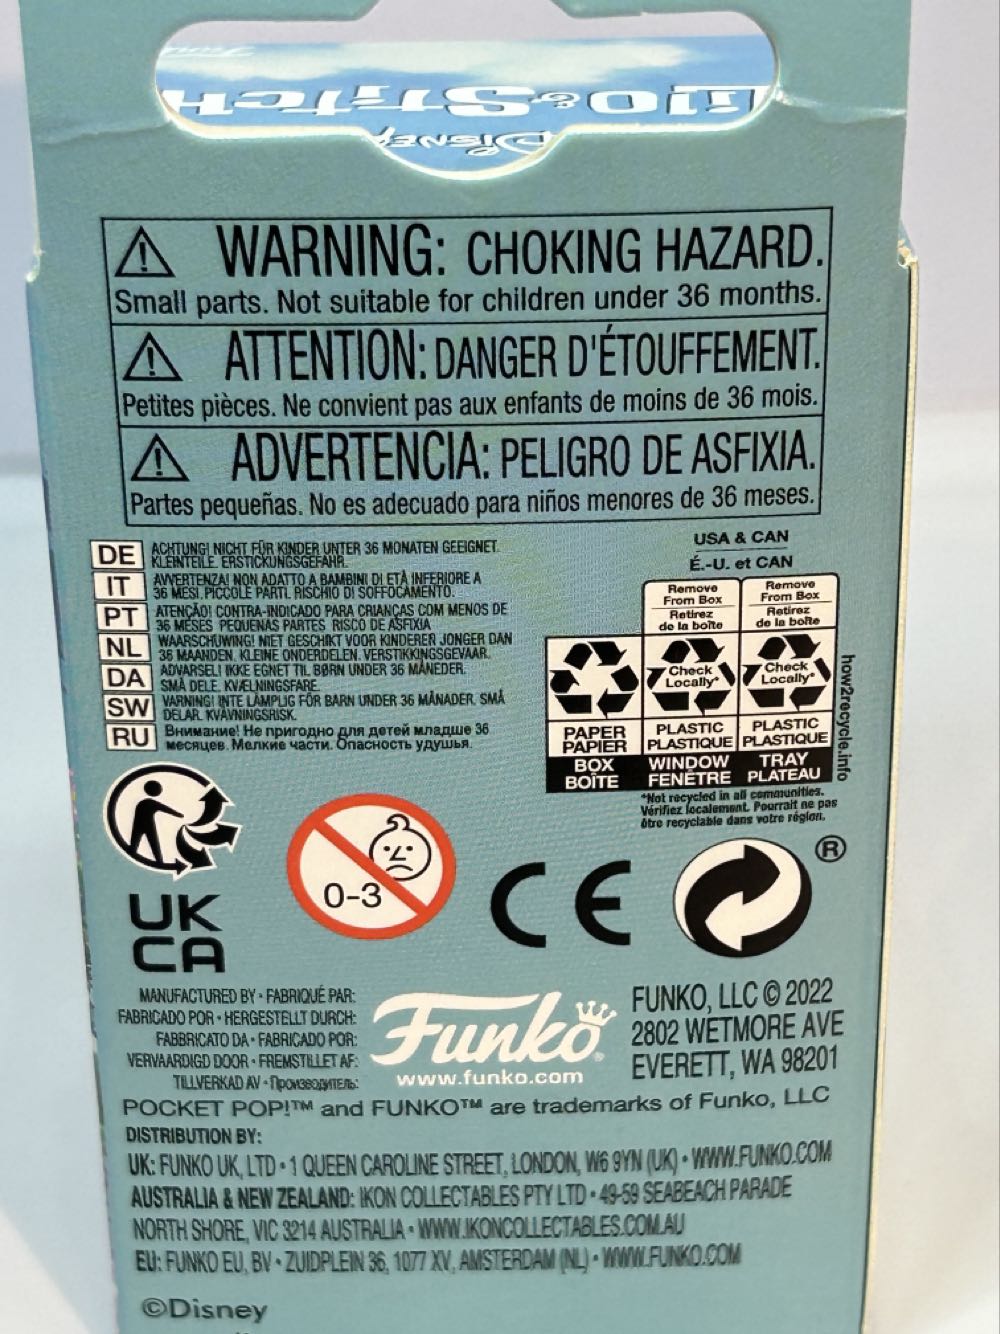 Lilo & Stitch
Disney
WARNING: CHOKING HAZARD.
Small parts. Not suitable for children under 36 months.
ATTENTION: DANGER D'ÉTOUFFEMENT.
Petites pièces. Ne convient pas aux enfants de moins de 36 mois.
ADVERTENCIA: PELIGRO DE ASFIXIA.
Partes pequeñas. No es adecuado para niños menores de 36 meses.
DE ACHTUNG! NICHT FÜR KINDER UNTER 36 MONATEN GEEIGNET.
KLEINTEILE. ERSTICKUNGSGEFAHR.
IT AVVERTENZA! NON ADATTO A BAMBINI DI ETÀ INFERIORE A
36 MESI. PICCOLE PARTI. RISCHIO DI SOFFOCAMENTO.
PT ATENÇÃO! CONTRA-INDICADO PARA CRIANÇAS COM MENOS DE
36 MESES PEQUENAS PARTES. RISCO DE ASFIXIA
NL WAARSCHUWING! NIET GESCHIKT VOOR KINDEREN JONGER DAN
36 MAANDEN. KLEINE ONDERDELEN. VERSTIKKINGSGEVAAR.
DA ADVARSEL! IKKE EGNET TIL BØRN UNDER 36 MÅNEDER.
SMÅ DELE. KVÆLNINGSFARE.
SW VARNING! INTE LÄMPLIG FÖR BARN UNDER 36 MÅNADER. SMÅ
DELAR. KVÄVNINGSRISK.
RU Внимание! Не пригодно для детей младше 36
месяцев. Мелкие части. Опасность удушья.
USA & CAN
É.-U. et CAN
Remove
From Box
Retirez
de la boîte
Remove
From Box
Retirez
de la boîte
Check
Locally*
Check
Locally*
PAPER
PAPIER
PLASTIC
PLASTIQUE
PLASTIC
PLASTIQUE
BOX
BOÎTE
WINDOW
FENÊTRE
TRAY
PLATEAU
how2recycle.info
*Not recycled in all communities.
Vérifiez localement. Pourrait ne pas
être recyclable dans votre région.
0-3
CE
®
UK
CA
MANUFACTURED BY • FABRIQUÉ PAR:
FABRICADO POR • HERGESTELLT DURCH:
FABBRICATO DA • FABRICADO POR:
VERVAARDIGD DOOR • FREMSTILLET AF:
TILLVERKAD AV • Производитель:
Funko®
www.funko.com
FUNKO, LLC © 2022
2802 WETMORE AVE
EVERETT, WA 98201
POCKET POP!™ and FUNKO™ are trademarks of Funko, LLC
DISTRIBUTION BY:
UK: FUNKO UK, LTD • 1 QUEEN CAROLINE STREET, LONDON, W6 9YN (UK) • WWW.FUNKO.COM
AUSTRALIA & NEW ZEALAND: IKON COLLECTABLES PTY LTD • 49-59 SEABEACH PARADE
NORTH SHORE, VIC 3214 AUSTRALIA • WWW.IKONCOLLECTABLES.COM.AU
EU: FUNKO EU, BV • ZUIDPLEIN 36, 1077 XV, AMSTERDAM (NL) • WWW.FUNKO.COM
©Disney